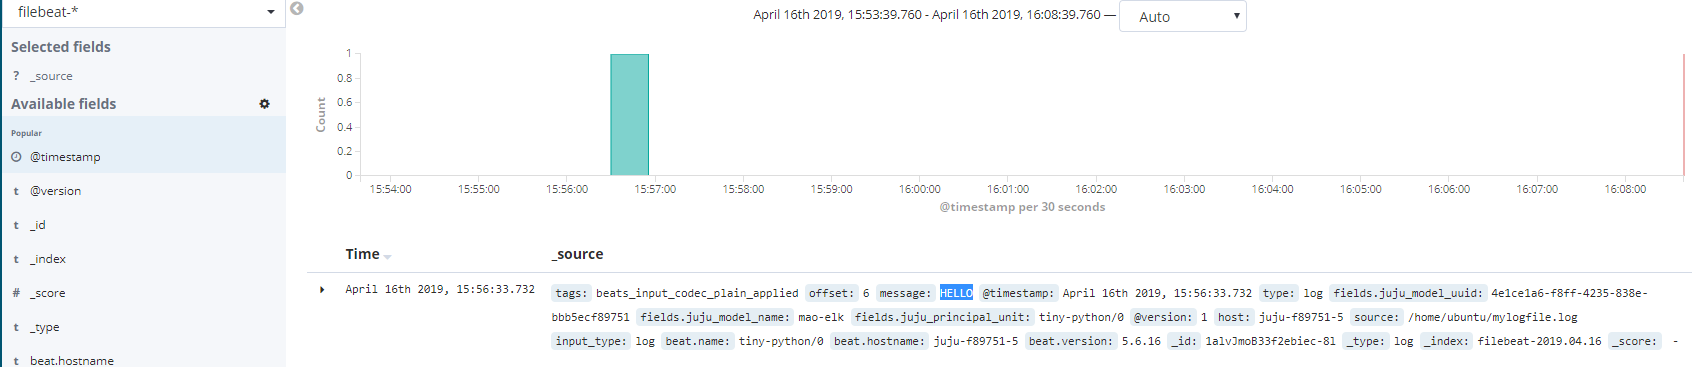 filebeat-*
April 16th 2019, 15:53:39.760 - April 16th 2019, 16:08:39.760 — Auto
Selected fields
? _source
Available fields
Popular
@timestamp
t @version
t _id
t _index
# _score
t _type
t beat.hostname
Count
1
0.8
0.6
0.4
0.2
0
15:54:00 15:55:00 15:56:00 15:57:00 15:58:00 15:59:00 16:00:00 16:01:00 16:02:00 16:03:00 16:04:00 16:05:00 16:06:00 16:07:00 16:08:00
@timestamp per 30 seconds
Time _source
April 16th 2019, 15:56:33.732 tags: beats_input_codec_plain_applied offset: 6 message: HELLO @timestamp: April 16th 2019, 15:56:33.732 type: log fields.juju_model_uuid: 4e1ce1a6-f8ff-4235-838e-
bbb5ecf89751 fields.juju_model_name: mao-elk fields.juju_principal_unit: tiny-python/0 @version: 1 host: juju-f89751-5 source: /home/ubuntu/mylogfile.log
input_type: log beat.name: tiny-python/0 beat.hostname: juju-f89751-5 beat.version: 5.6.16 _id: 1alvJmoB33f2ebiec-8l _type: log _index: filebeat-2019.04.16 _score: -